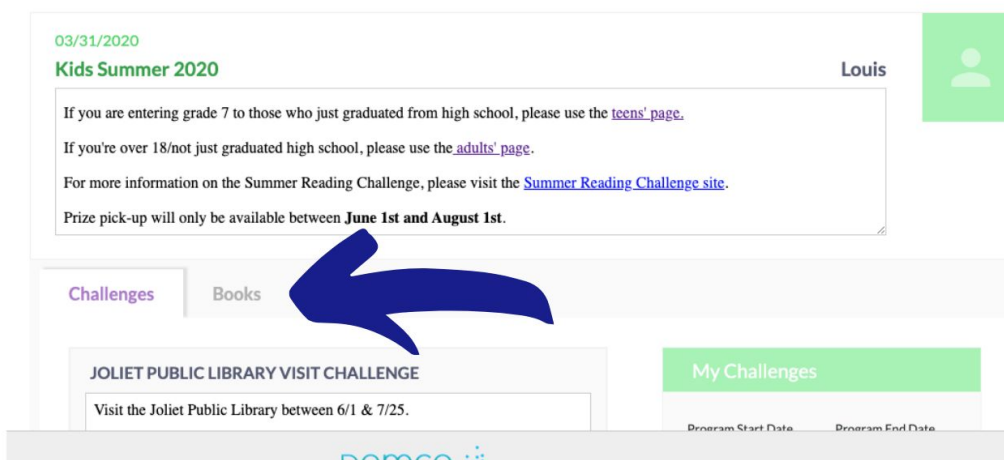 03/31/2020
Kids Summer 2020
Louis
If you are entering grade 7 to those who just graduated from high school, please use the teens' page.
If you're over 18/not just graduated high school, please use the adults' page.
For more information on the Summer Reading Challenge, please visit the Summer Reading Challenge site.
Prize pick-up will only be available between June 1st and August 1st.
Challenges
Books
JOLIET PUBLIC LIBRARY VISIT CHALLENGE
Visit the Joliet Public Library between 6/1 & 7/25.
My Challenges
Program Start Date
Program End Date